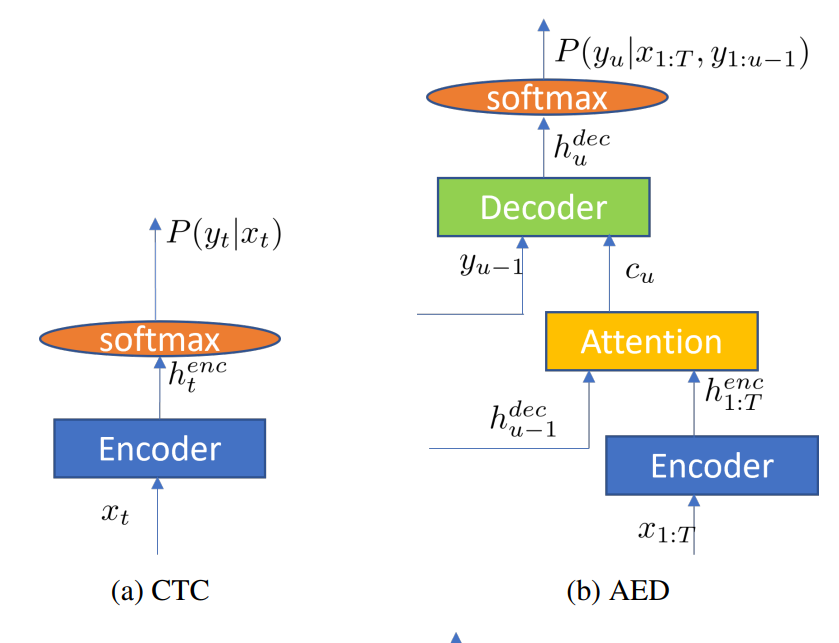 P(y_t|x_t)
softmax
h_t^{enc}
Encoder
x_t
(a) CTC
P(y_u|x_{1:T}, y_{1:u−1})
softmax
h_u^{dec}
Decoder
y_{u−1}
c_u
Attention
h_{u−1}^{dec}
h_{1:T}^{enc}
Encoder
x_{1:T}
(b) AED